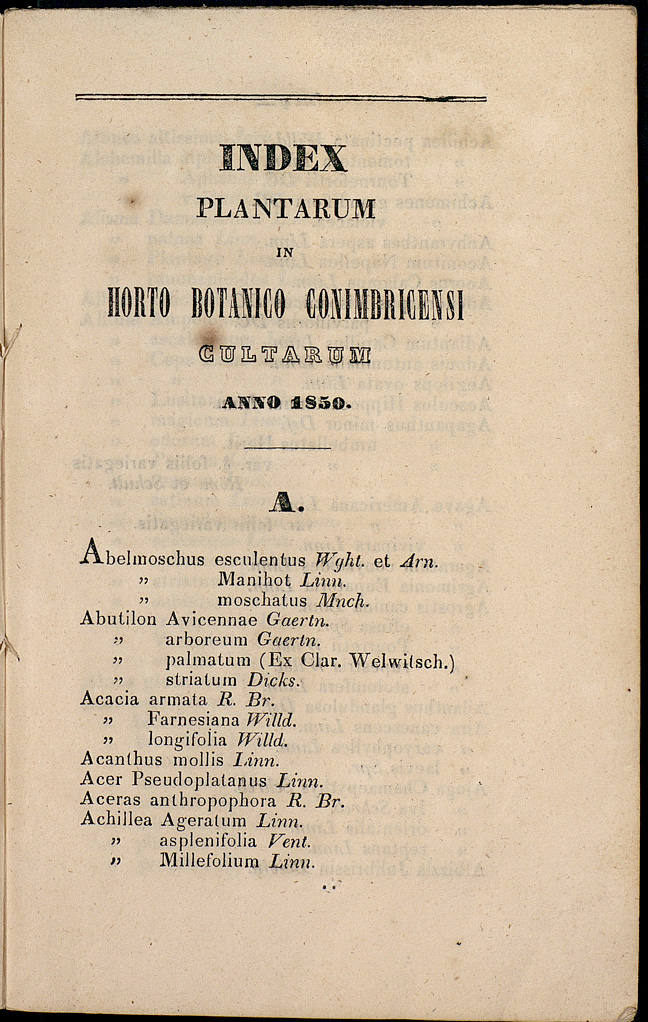 INDEX
PLANTARUM
IN
HORTO BOTANICO CONIMBRICENSI
CULTARUM
ANNO 1850.
A.
Abelmoschus esculentus Wght. et Arn.
„ Manihot Linn.
„ moschatus Mnch.
Abutilon Avicennae Gaertn.
„ arboreum Gaertn.
„ palmatum (Ex Clar. Welwitsch.)
„ striatum Dicks.
Acacia armata R. Br.
„ Farnesiana Willd.
„ longifolia Willd.
Acanthus mollis Linn.
Acer Pseudoplatanus Linn.
Aceras anthropophora R. Br.
Achillea Ageratum Linn.
„ asplenifolia Vent.
„ Millefolium Linn.